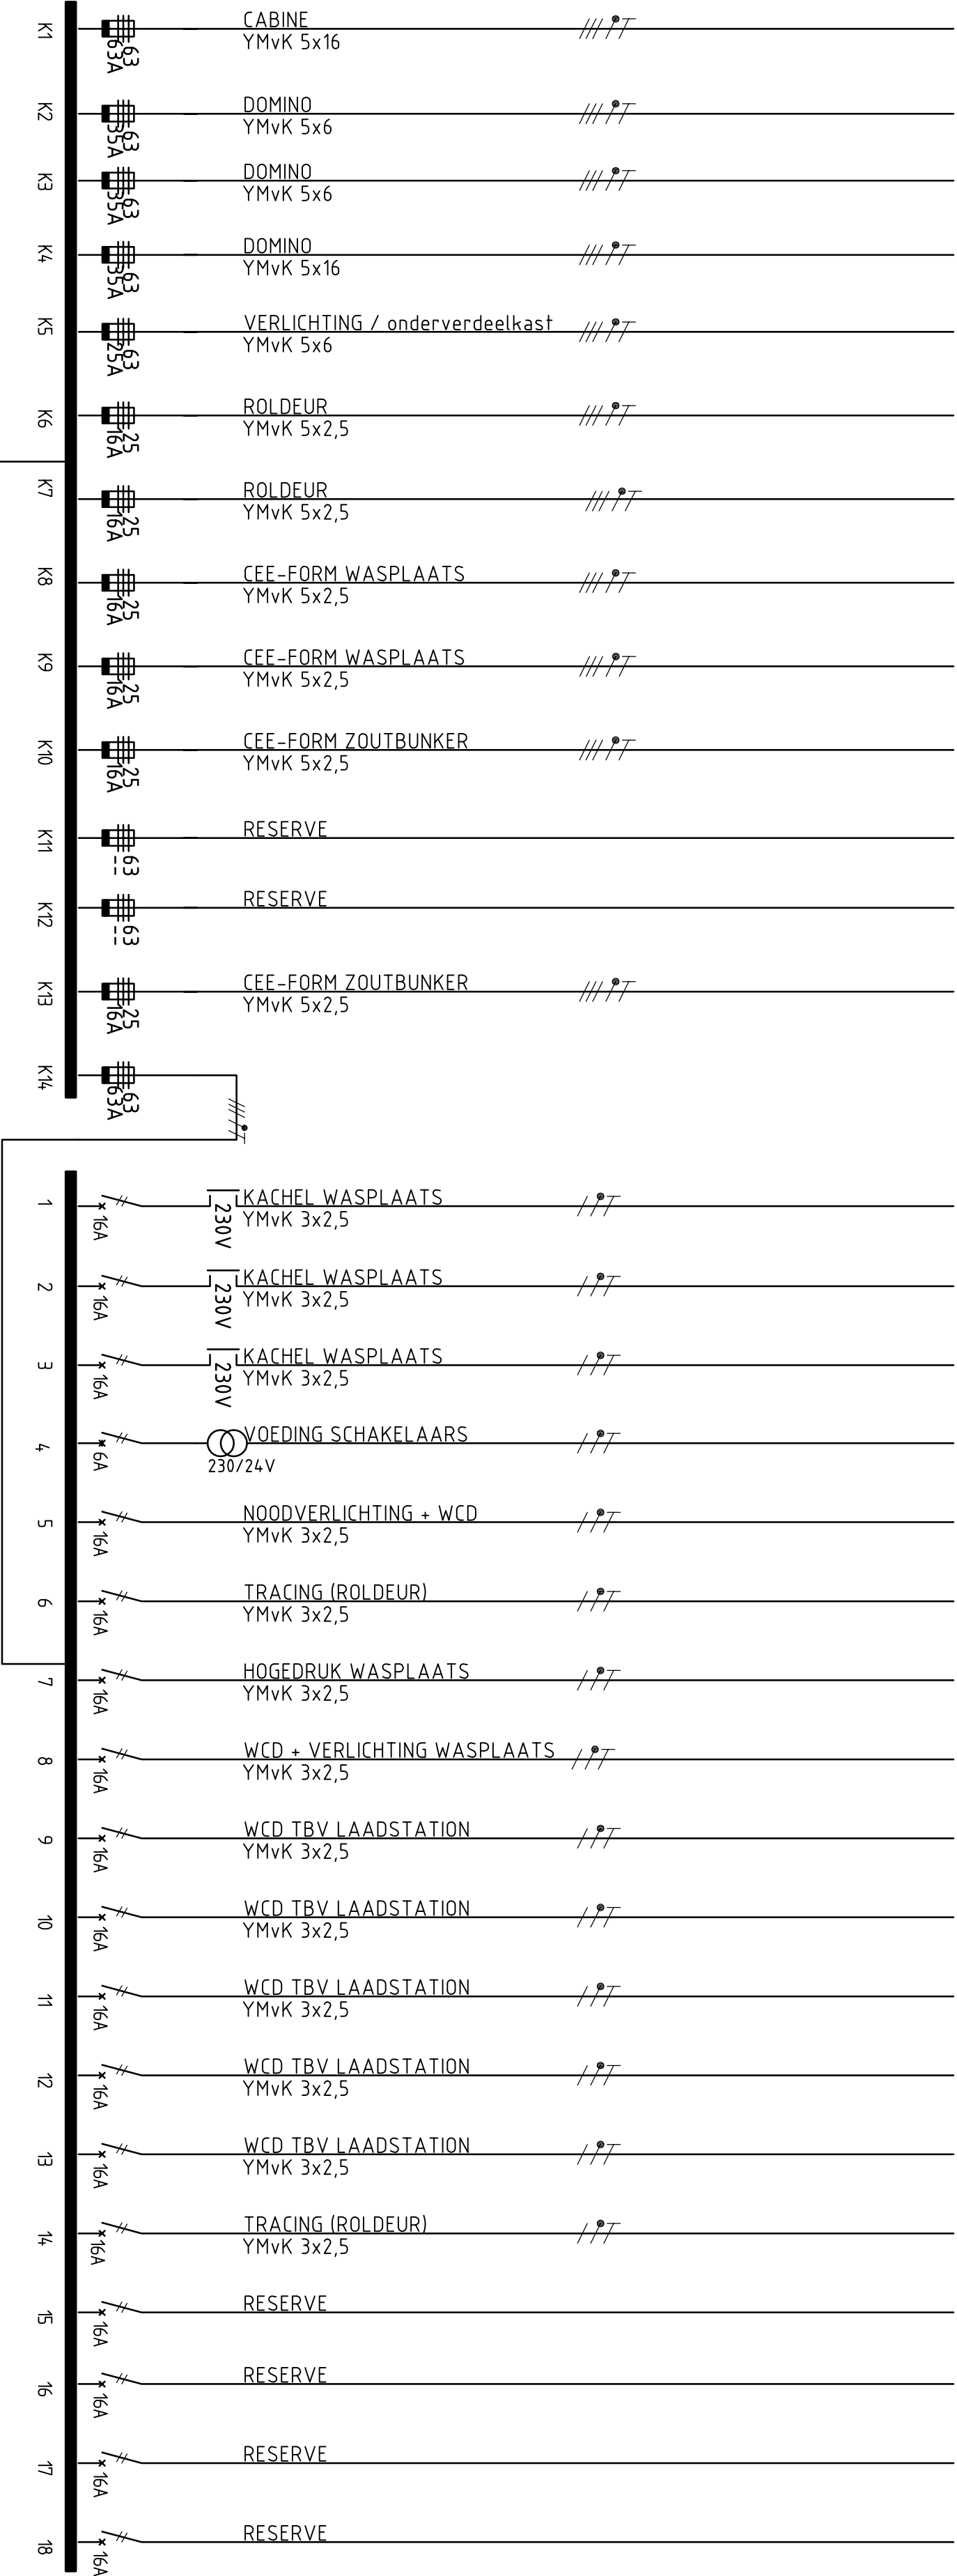 K1
63
63A
CABINE
YMvK 5x16
K2
63
35A
DOMINO
YMvK 5x6
K3
63
35A
DOMINO
YMvK 5x6
K4
63
35A
DOMINO
YMvK 5x16
K5
63
25A
VERLICHTING / onderverdeelkast
YMvK 5x6
K6
25
16A
ROLDEUR
YMvK 5x2,5
K7
25
16A
ROLDEUR
YMvK 5x2,5
K8
25
16A
CEE-FORM WASPLAATS
YMvK 5x2,5
K9
25
16A
CEE-FORM WASPLAATS
YMvK 5x2,5
K10
25
16A
CEE-FORM ZOUTBUNKER
YMvK 5x2,5
K11
63
--
RESERVE
K12
63
--
RESERVE
K13
25
16A
CEE-FORM ZOUTBUNKER
YMvK 5x2,5
K14
63
63A
1
16A
230V
KACHEL WASPLAATS
YMvK 3x2,5
2
16A
230V
KACHEL WASPLAATS
YMvK 3x2,5
3
16A
230V
KACHEL WASPLAATS
YMvK 3x2,5
4
6A
VOEDING SCHAKELAARS
230/24V
5
16A
NOODVERLICHTING + WCD
YMvK 3x2,5
6
16A
TRACING (ROLDEUR)
YMvK 3x2,5
7
16A
HOGEDRUK WASPLAATS
YMvK 3x2,5
8
16A
WCD + VERLICHTING WASPLAATS
YMvK 3x2,5
9
16A
WCD TBV LAADSTATION
YMvK 3x2,5
10
16A
WCD TBV LAADSTATION
YMvK 3x2,5
11
16A
WCD TBV LAADSTATION
YMvK 3x2,5
12
16A
WCD TBV LAADSTATION
YMvK 3x2,5
13
16A
WCD TBV LAADSTATION
YMvK 3x2,5
14
16A
TRACING (ROLDEUR)
YMvK 3x2,5
15
16A
RESERVE
16
16A
RESERVE
17
16A
RESERVE
18
16A
RESERVE